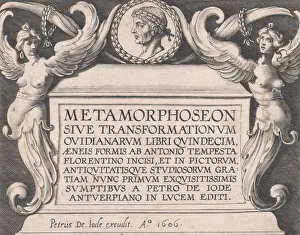 METAMORPHOSEON
SIVE TRANSFORMATIONVM
OVIDIANARVM LIBRI QVINDECIM,
ÆNEIS FORMIS AB ANTONIO TEMPESTA
FLORENTINO INCISI, ET IN PICTORVM,
ANTIQVITATISQVE STVDIOSORVM GRA
TIAM NVNC PRIMVM EXQVISITISSIMIS
SVMPTIBVS A PETRO DE IODE
ANTVERPIANO IN LVCEM EDITI.
Petrus De Iode excudit. Aº 1606.